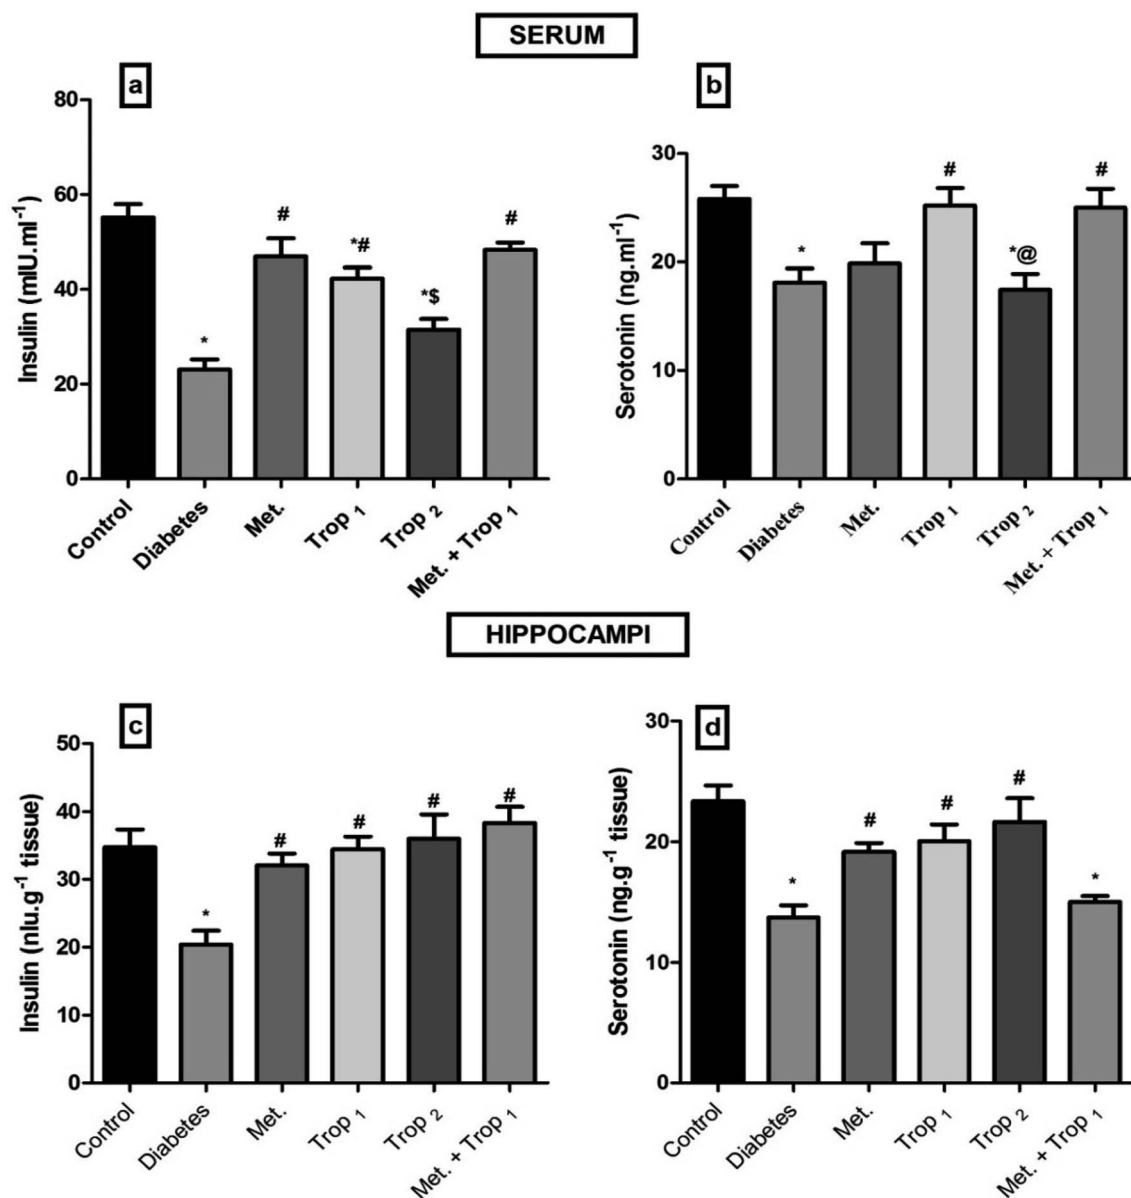 SERUM
a
Insulin (mIU.ml⁻¹)
80
60
40
20
0
*
#
*#
*$
#
Control
Diabetes
Met.
Trop ₁
Trop ₂
Met. + Trop ₁
b
Serotonin (ng.ml⁻¹)
30
20
10
0
*
#
*@
#
Control
Diabetes
Met.
Trop ₁
Trop ₂
Met. + Trop ₁
HIPPOCAMPI
c
Insulin (nIu.g⁻¹ tissue)
50
40
30
20
10
0
*
#
#
#
#
Control
Diabetes
Met.
Trop ₁
Trop ₂
Met. + Trop ₁
d
Serotonin (ng.g⁻¹ tissue)
30
20
10
0
*
#
#
#
*
Control
Diabetes
Met.
Trop ₁
Trop ₂
Met. + Trop ₁